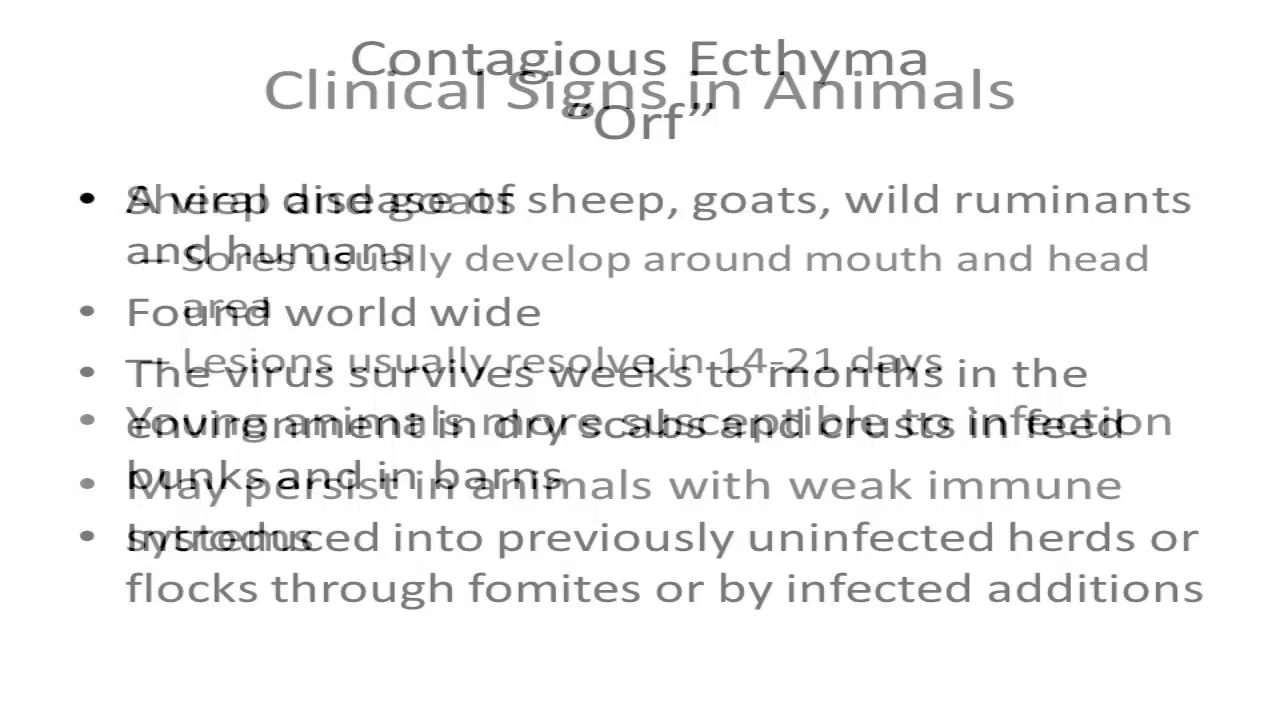 Contagious Ecthyma
"Orf"
• A viral disease of sheep, goats, wild ruminants
and humans
• Found world wide
• The virus survives weeks to months in the
environment in dry scabs and crusts in feed
bunks and in barns
• Introduced into previously uninfected herds or
flocks through fomites or by infected additions
Clinical Signs in Animals
• Sheep and goats
– Sores usually develop around mouth and head
area
– Lesions usually resolve in 14-21 days
• Young animals more susceptible to infection
• May persist in animals with weak immune
systems